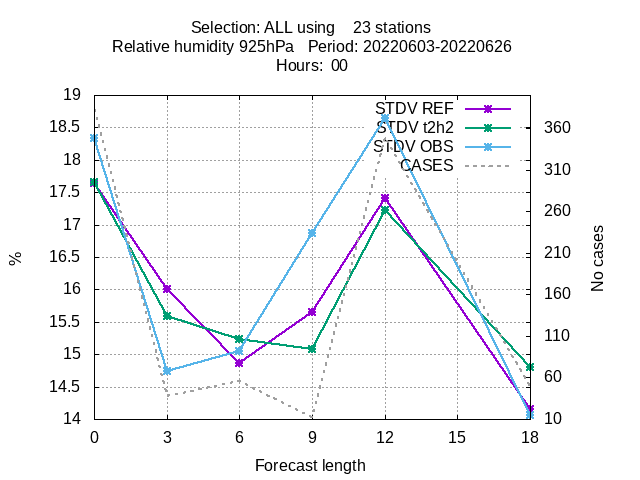 Selection: ALL using    23 stations
Relative humidity 925hPa   Period: 20220603-20220626
Hours:  00
STDV REF
STDV t2h2
STDV OBS
CASES
%
19
18.5
18
17.5
17
16.5
16
15.5
15
14.5
14
No cases
360
310
260
210
160
110
60
10
0 3 6 9 12 15 18
Forecast length